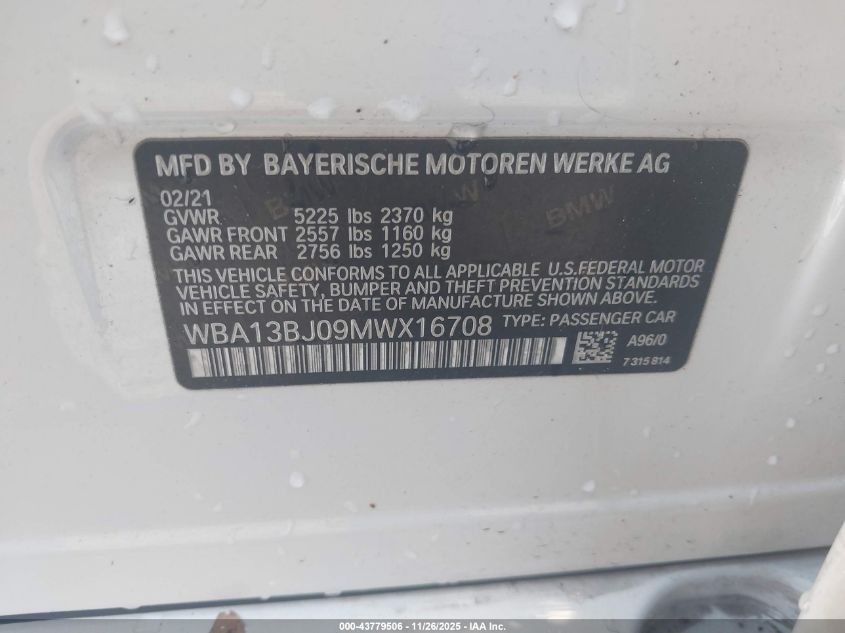 MFD BY BAYERISCHE MOTOREN WERKE AG
02/21
GVWR 5225 lbs 2370 kg
GAWR FRONT 2557 lbs 1160 kg
GAWR REAR 2756 lbs 1250 kg
THIS VEHICLE CONFORMS TO ALL APPLICABLE U.S.FEDERAL MOTOR
VEHICLE SAFETY, BUMPER AND THEFT PREVENTION STANDARDS
IN EFFECT ON THE DATE OF MANUFACTURE SHOWN ABOVE.
WBA13BJ09MWX16708 TYPE: PASSENGER CAR
A96/0
7315814
BMW
000-43779506 - 11/26/2025 - IAA Inc.